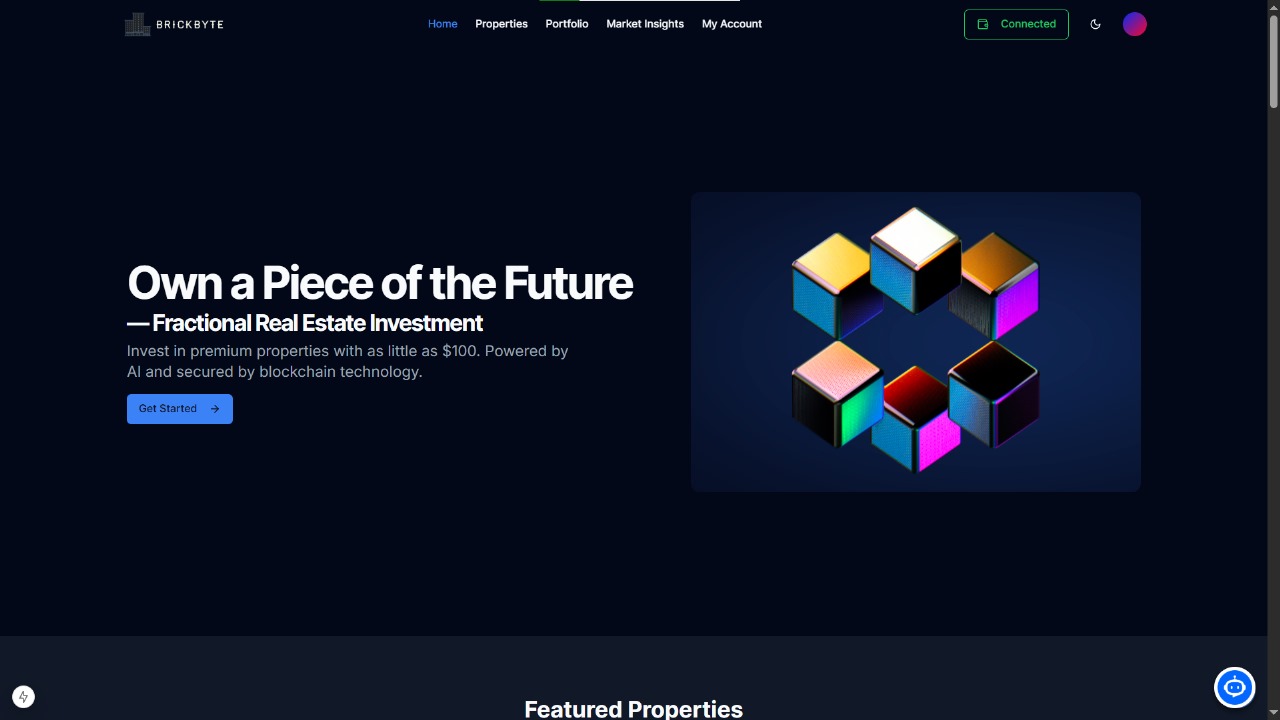 BRICKBYTE
Home
Properties
Portfolio
Market Insights
My Account
Connected
Own a Piece of the Future
— Fractional Real Estate Investment
Invest in premium properties with as little as $100. Powered by
AI and secured by blockchain technology.
Get Started
Featured Properties